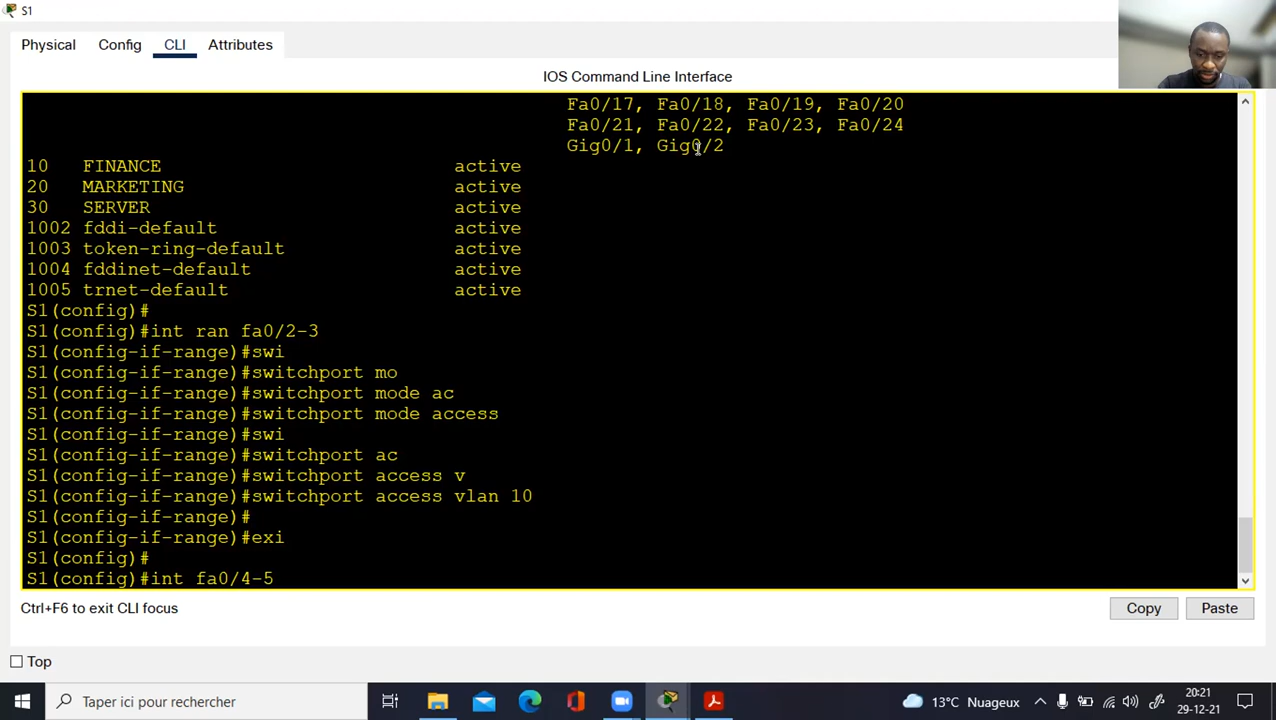 S1
Physical Config CLI Attributes
IOS Command Line Interface
Fa0/17, Fa0/18, Fa0/19, Fa0/20
Fa0/21, Fa0/22, Fa0/23, Fa0/24
Gig0/1, Gig0/2
10 FINANCE active
20 MARKETING active
30 SERVER active
1002 fddi-default active
1003 token-ring-default active
1004 fddinet-default active
1005 trnet-default active
S1(config)#
S1(config)#int ran fa0/2-3
S1(config-if-range)#swi
S1(config-if-range)#switchport mo
S1(config-if-range)#switchport mode ac
S1(config-if-range)#switchport mode access
S1(config-if-range)#swi
S1(config-if-range)#switchport ac
S1(config-if-range)#switchport access v
S1(config-if-range)#switchport access vlan 10
S1(config-if-range)#
S1(config-if-range)#exi
S1(config)#
S1(config)#int fa0/4-5
Ctrl+F6 to exit CLI focus
Copy Paste
Top
Taper ici pour rechercher
13°C Nuageux
20:21
29-12-21